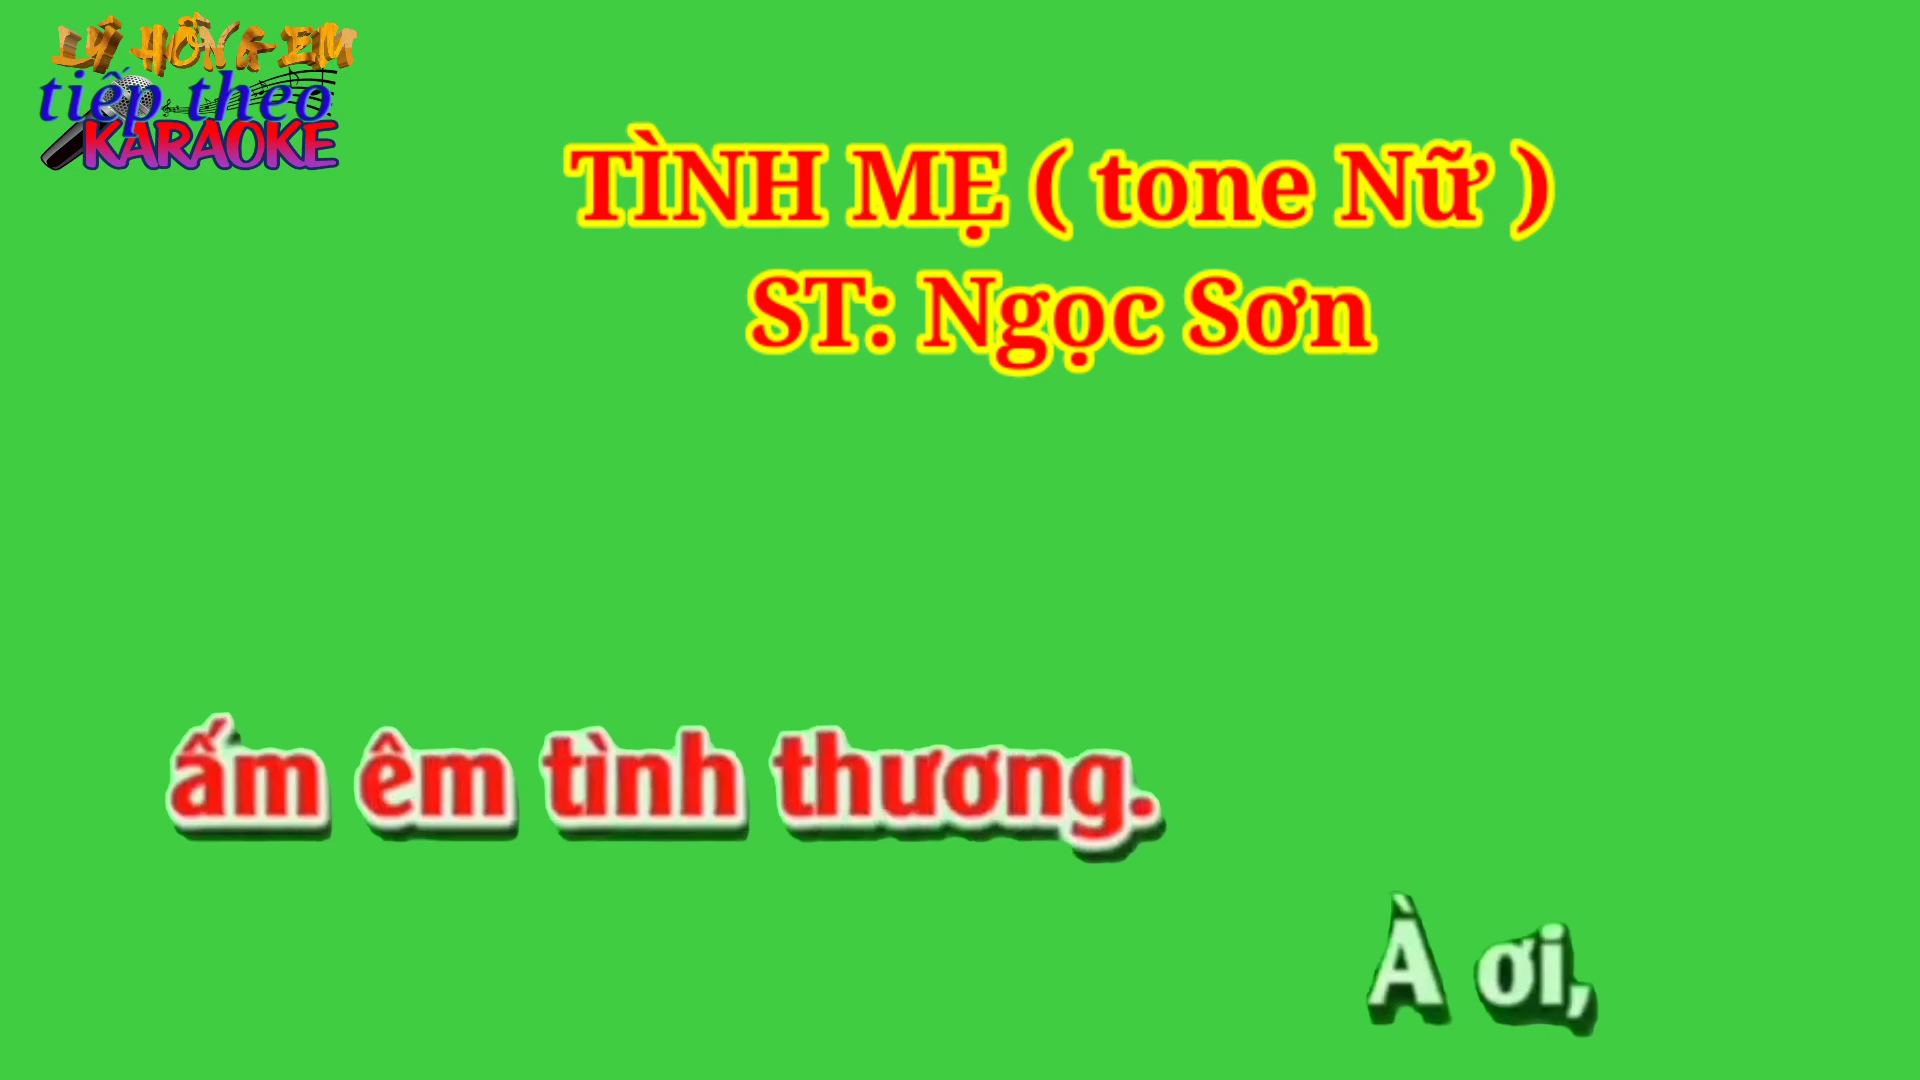 LÝ HỒNG EM
tiếp theo
KARAOKE
TÌNH MẸ ( tone Nữ )
ST: Ngọc Sơn
ấm êm tình thương.
À ơi,